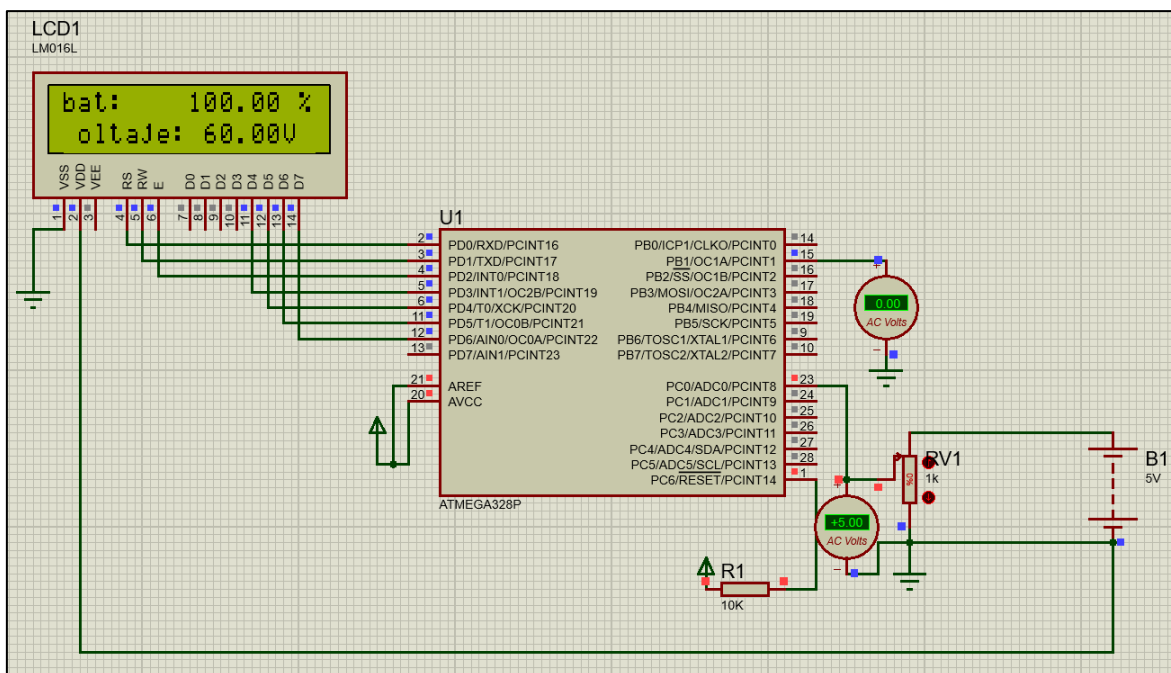 LCD1
LM016L
bat: 100.00 %
oltaJe: 60.00V
VSS
VDD
VEE
RS
RW
E
D0
D1
D2
D3
D4
D5
D6
D7
1
2
3
4
5
6
7
8
9
10
11
12
13
14
U1
2 PD0/RXD/PCINT16
3 PD1/TXD/PCINT17
4 PD2/INT0/PCINT18
5 PD3/INT1/OC2B/PCINT19
6 PD4/T0/XCK/PCINT20
11 PD5/T1/OC0B/PCINT21
12 PD6/AIN0/OC0A/PCINT22
13 PD7/AIN1/PCINT23
21 AREF
20 AVCC
PB0/ICP1/CLKO/PCINT0 14
PB1/OC1A/PCINT1 15
PB2/SS/OC1B/PCINT2 16
PB3/MOSI/OC2A/PCINT3 17
PB4/MISO/PCINT4 18
PB5/SCK/PCINT5 19
PB6/TOSC1/XTAL1/PCINT6 9
PB7/TOSC2/XTAL2/PCINT7 10
PC0/ADC0/PCINT8 23
PC1/ADC1/PCINT9 24
PC2/ADC2/PCINT10 25
PC3/ADC3/PCINT11 26
PC4/ADC4/SDA/PCINT12 27
PC5/ADC5/SCL/PCINT13 28
PC6/RESET/PCINT14 1
ATMEGA328P
+
0.00
AC Volts
−
+
+5.00
AC Volts
−
RV1
1k
%0
B1
5V
R1
10K